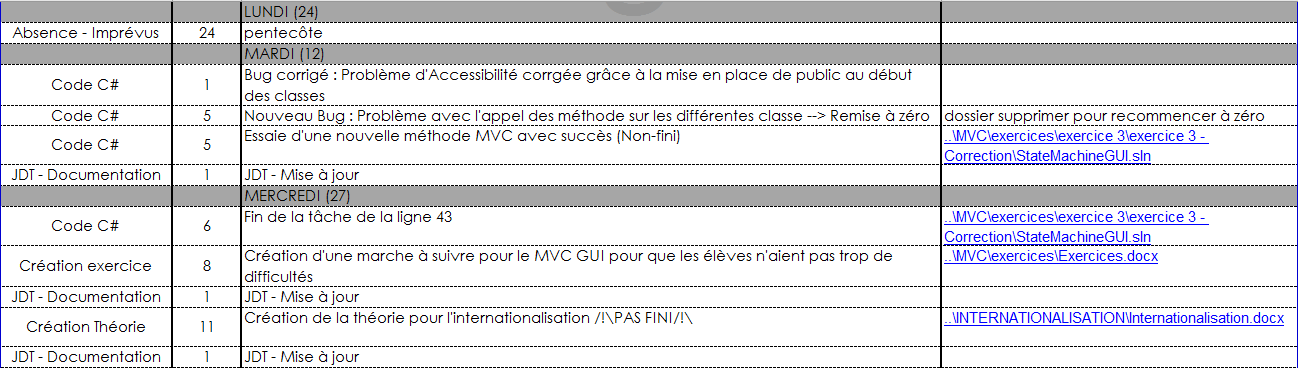 LUNDI (24)
Absence - Imprévus 24 pentecôte
MARDI (12)
Code C# 1 Bug corrigé : Problème d'Accessibilité corrgée grâce à la mise en place de public au début
des classes
Code C# 5 Nouveau Bug : Problème avec l'appel des méthode sur les différentes classe --> Remise à zéro dossier supprimer pour recommencer à zéro
Code C# 5 Essaie d'une nouvelle méthode MVC avec succès (Non-fini) ..\MVC\exercices\exercice 3\exercice 3 -
Correction\StateMachineGUI.sln
JDT - Documentation 1 JDT - Mise à jour
MERCREDI (27)
Code C# 6 Fin de la tâche de la ligne 43 ..\MVC\exercices\exercice 3\exercice 3 -
Correction\StateMachineGUI.sln
Création exercice 8 Création d'une marche à suivre pour le MVC GUI pour que les élèves n'aient pas trop de ..\MVC\exercices\Exercices.docx
difficultés
JDT - Documentation 1 JDT - Mise à jour
Création Théorie 11 Création de la théorie pour l'internationalisation /!\PAS FINI/!\ ..\INTERNATIONALISATION\Internationalisation.docx
JDT - Documentation 1 JDT - Mise à jour